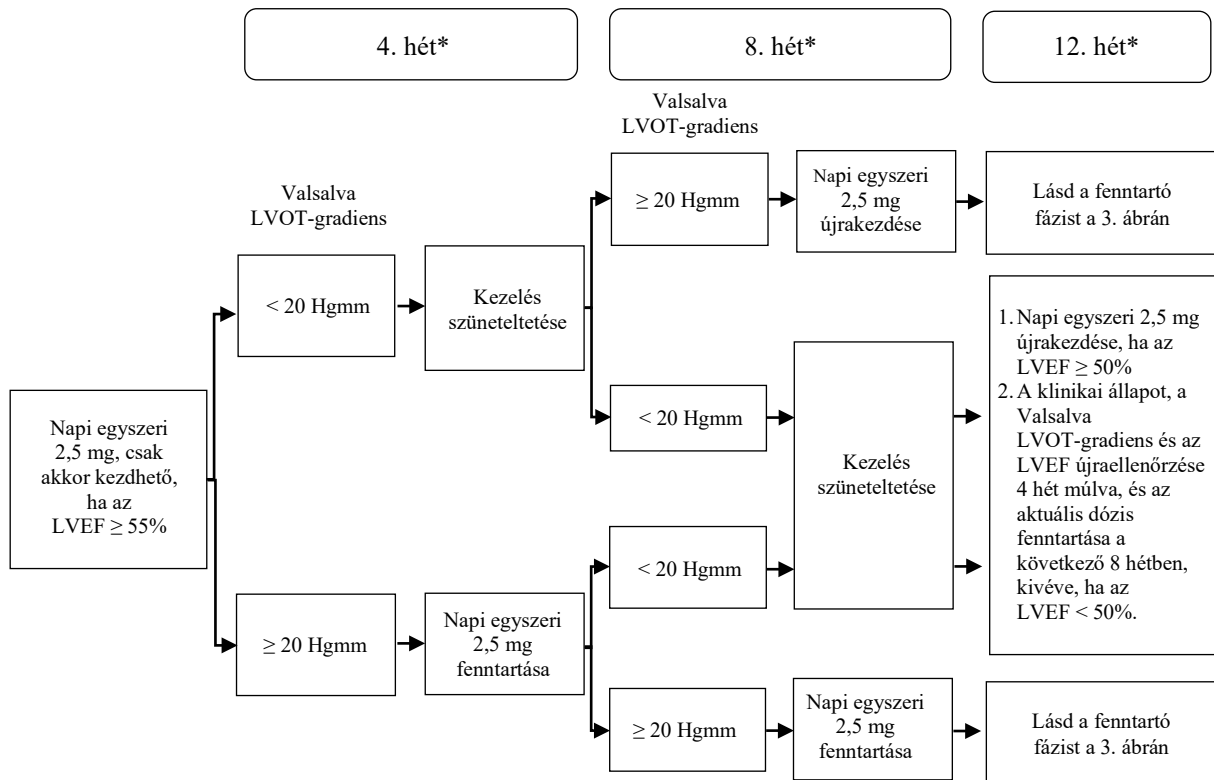 4. hét*
8. hét*
12. hét*
Napi egyszeri
2,5 mg, csak
akkor kezdhető,
ha az
LVEF ≥ 55%
Valsalva
LVOT-gradiens
< 20 Hgmm
Kezelés
szüneteltetése
≥ 20 Hgmm
Napi egyszeri
2,5 mg
fenntartása
Valsalva
LVOT-gradiens
≥ 20 Hgmm
Napi egyszeri
2,5 mg
újrakezdése
Lásd a fenntartó
fázist a 3. ábrán
< 20 Hgmm
< 20 Hgmm
Kezelés
szüneteltetése
1. Napi egyszeri 2,5 mg
újrakezdése, ha az
LVEF ≥ 50%
2. A klinikai állapot, a
Valsalva
LVOT-gradiens és az
LVEF újraellenőrzése
4 hét múlva, és az
aktuális dózis
fenntartása a
következő 8 hétben,
kivéve, ha az
LVEF < 50%.
≥ 20 Hgmm
Napi egyszeri
2,5 mg
fenntartása
Lásd a fenntartó
fázist a 3. ábrán